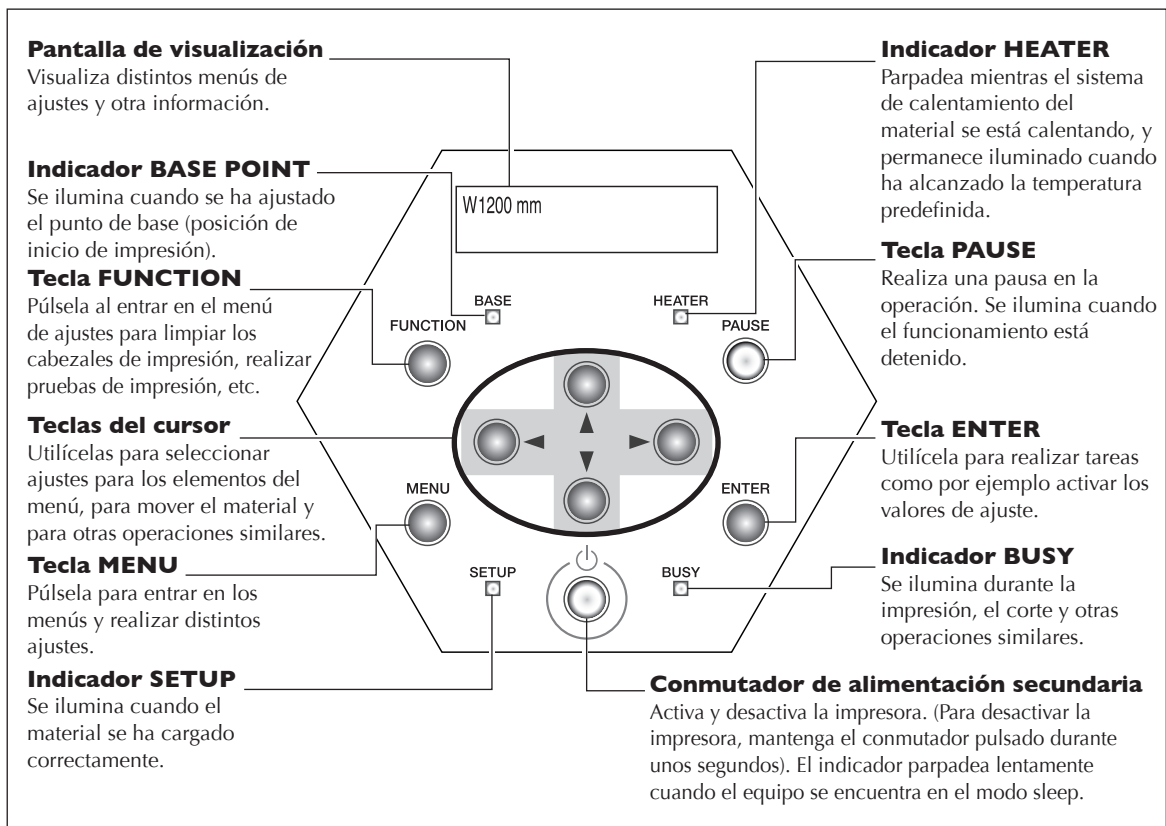 Pantalla de visualización
Visualiza distintos menús de
ajustes y otra información.
Indicador BASE POINT
Se ilumina cuando se ha ajustado
el punto de base (posición de
inicio de impresión).
Tecla FUNCTION
Púlsela al entrar en el menú
de ajustes para limpiar los
cabezales de impresión, realizar
pruebas de impresión, etc.
Teclas del cursor
Utilícelas para seleccionar
ajustes para los elementos del
menú, para mover el material y
para otras operaciones similares.
Tecla MENU
Púlsela para entrar en los
menús y realizar distintos
ajustes.
Indicador SETUP
Se ilumina cuando el
material se ha cargado
correctamente.
W1200 mm
BASE
HEATER
FUNCTION
PAUSE
MENU
ENTER
SETUP
BUSY
Indicador HEATER
Parpadea mientras el sistema
de calentamiento del
material se está calentando, y
permanece iluminado cuando
ha alcanzado la temperatura
predefinida.
Tecla PAUSE
Realiza una pausa en la
operación. Se ilumina cuando
el funcionamiento está
detenido.
Tecla ENTER
Utilícela para realizar tareas
como por ejemplo activar los
valores de ajuste.
Indicador BUSY
Se ilumina durante la
impresión, el corte y otras
operaciones similares.
Conmutador de alimentación secundaria
Activa y desactiva la impresora. (Para desactivar la
impresora, mantenga el conmutador pulsado durante
unos segundos). El indicador parpadea lentamente
cuando el equipo se encuentra en el modo sleep.